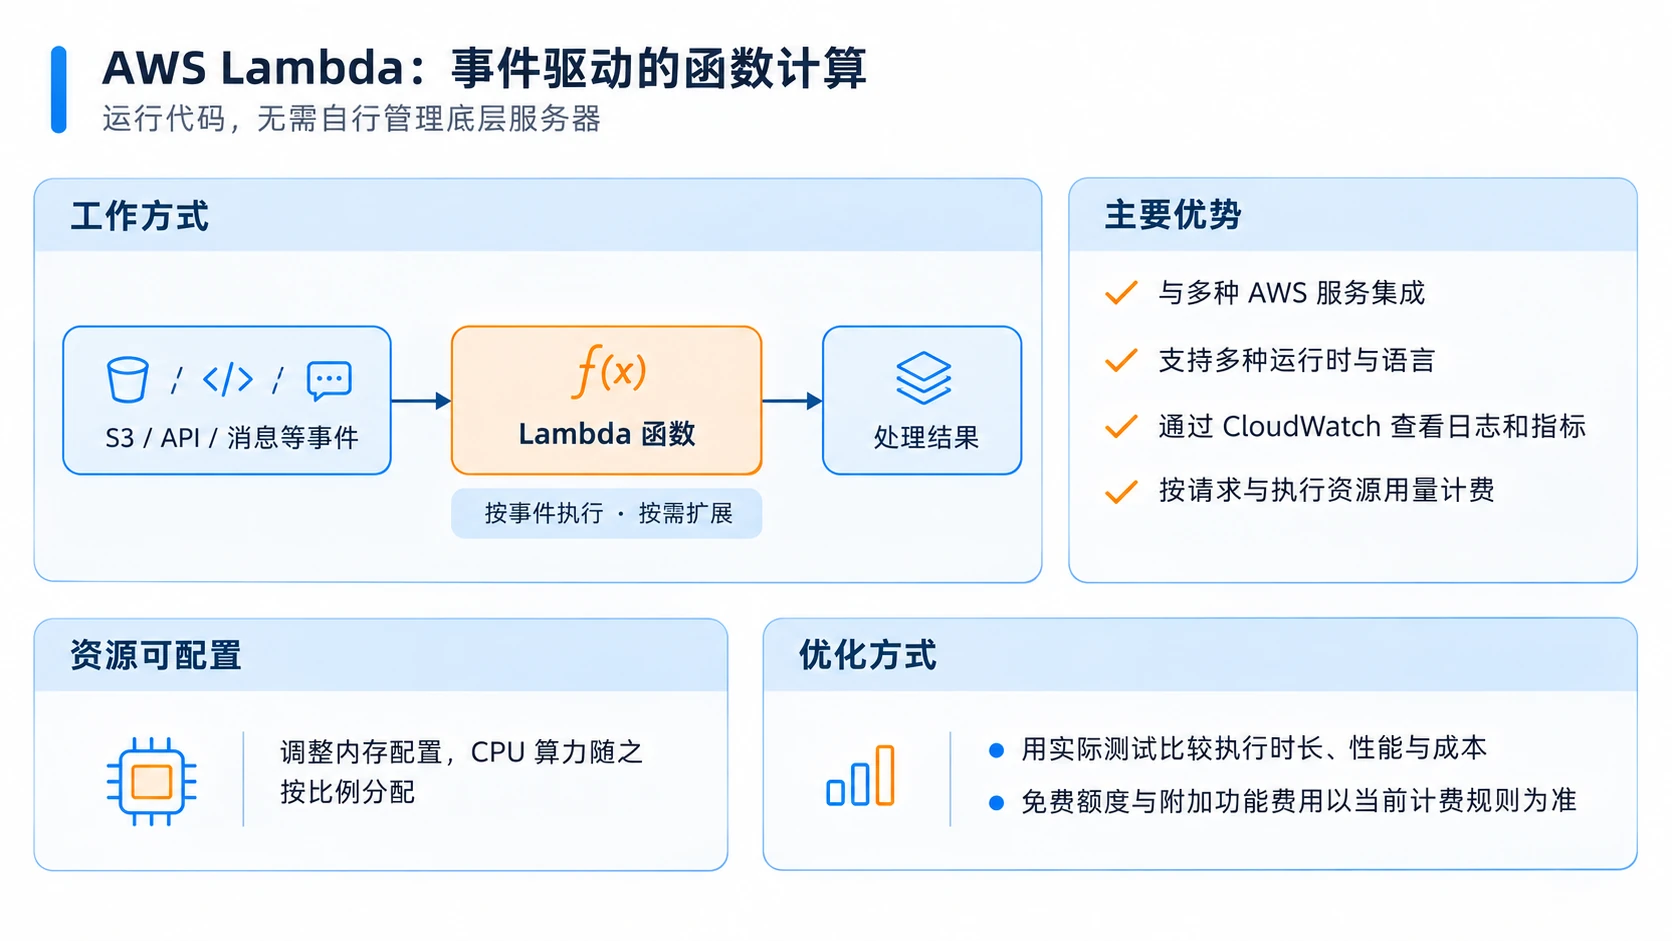 AWS Lambda：事件驱动的函数计算
运行代码，无需自行管理底层服务器
工作方式
S3 / API / 消息等事件
f(x)
Lambda 函数
按事件执行 · 按需扩展
处理结果
主要优势
与多种 AWS 服务集成
支持多种运行时与语言
通过 CloudWatch 查看日志和指标
按请求与执行资源用量计费
资源可配置
调整内存配置，CPU 算力随之
按比例分配
优化方式
用实际测试比较执行时长、性能与成本
免费额度与附加功能费用以当前计费规则为准